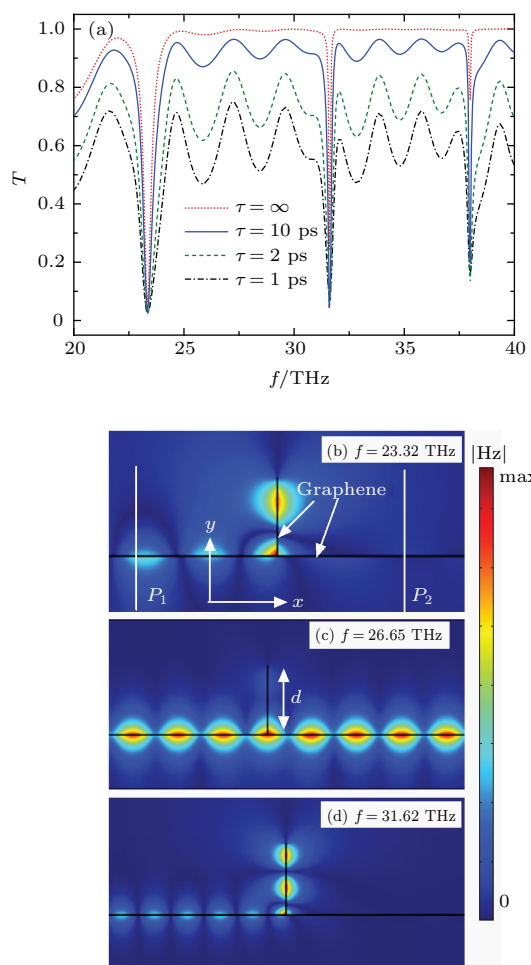 (a)
1.0
0.8
0.6
0.4
0.2
0
T
τ = ∞
τ = 10 ps
τ = 2 ps
τ = 1 ps
20
25
30
35
40
f/THz
(b) f = 23.32 THz
Graphene
y
x
P1
P2
(c) f = 26.65 THz
d
(d) f = 31.62 THz
|Hz|
max
0